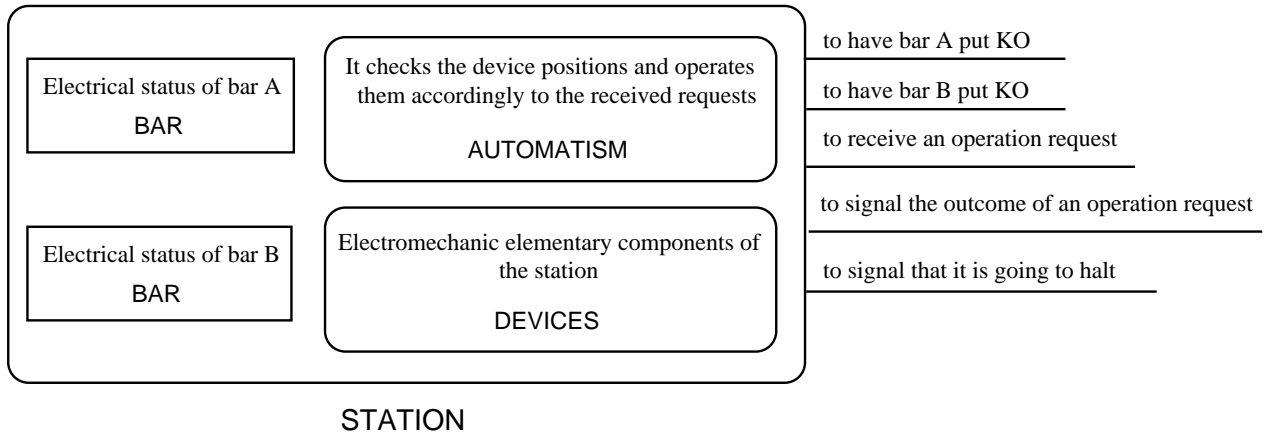 Electrical status of bar A
BAR
It checks the device positions and operates
them accordingly to the received requests
AUTOMATISM
to have bar A put KO
to have bar B put KO
to receive an operation request
to signal the outcome of an operation request
to signal that it is going to halt
Electrical status of bar B
BAR
Electromechanic elementary components of
the station
DEVICES
STATION